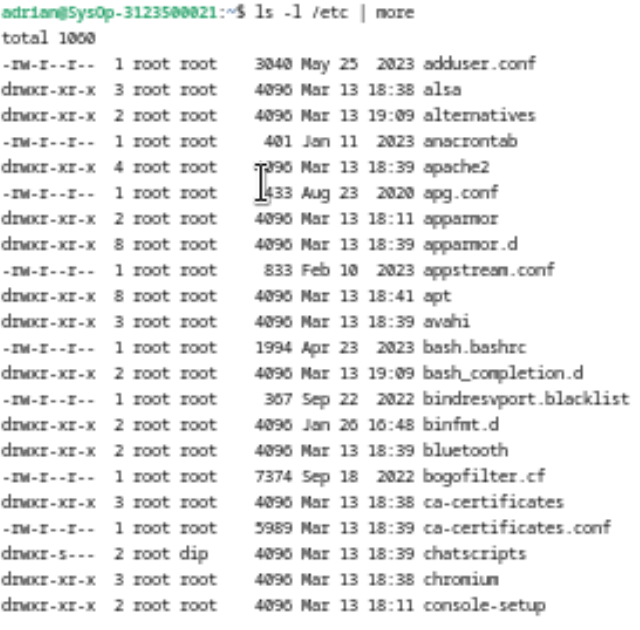 adrian@SysOp-3123500021:~$ ls -l /etc | more
total 1060
-rw-r--r--  1 root root    3040 May 25  2023 adduser.conf
drwxr-xr-x  3 root root    4096 Mar 13 18:38 alsa
drwxr-xr-x  2 root root    4096 Mar 13 19:09 alternatives
-rw-r--r--  1 root root     401 Jan 11  2023 anacrontab
drwxr-xr-x  4 root root    4096 Mar 13 18:39 apache2
-rw-r--r--  1 root root     433 Aug 23  2020 apg.conf
drwxr-xr-x  2 root root    4096 Mar 13 18:11 apparmor
drwxr-xr-x  8 root root    4096 Mar 13 18:39 apparmor.d
-rw-r--r--  1 root root     833 Feb 10  2023 appstream.conf
drwxr-xr-x  8 root root    4096 Mar 13 18:41 apt
drwxr-xr-x  3 root root    4096 Mar 13 18:39 avahi
-rw-r--r--  1 root root    1994 Apr 23  2023 bash.bashrc
drwxr-xr-x  2 root root    4096 Mar 13 19:09 bash_completion.d
-rw-r--r--  1 root root     367 Sep 22  2022 bindresvport.blacklist
drwxr-xr-x  2 root root    4096 Jan 26 16:48 binfmt.d
drwxr-xr-x  2 root root    4096 Mar 13 18:39 bluetooth
-rw-r--r--  1 root root    7374 Sep 18  2022 bogofilter.cf
drwxr-xr-x  3 root root    4096 Mar 13 18:38 ca-certificates
-rw-r--r--  1 root root    5989 Mar 13 18:39 ca-certificates.conf
drwxr-s---  2 root dip     4096 Mar 13 18:39 chatscripts
drwxr-xr-x  3 root root    4096 Mar 13 18:38 chromium
drwxr-xr-x  2 root root    4096 Mar 13 18:11 console-setup